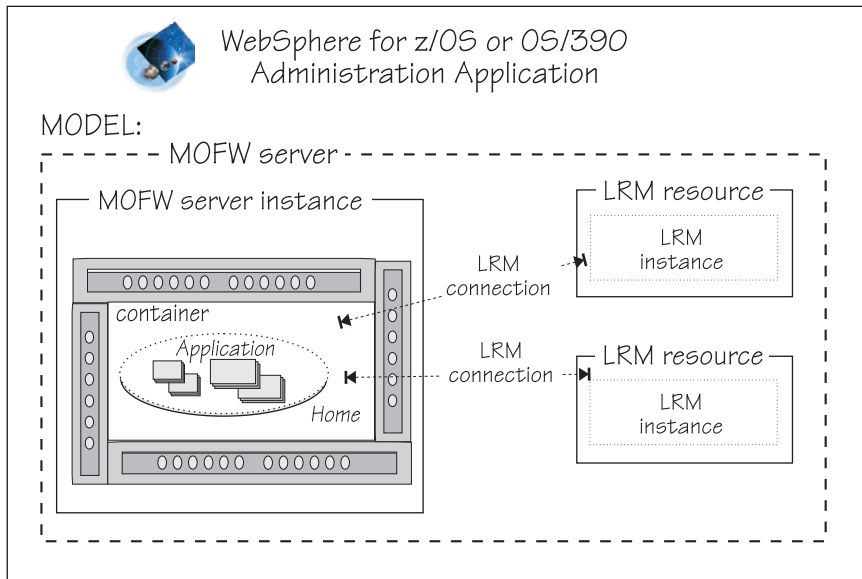 WebSphere for z/OS or OS/390
Administration Application
MODEL:
MOFW server
MOFW server instance
container
Application
Home
LRM
connection
LRM
connection
LRM resource
LRM
instance
LRM resource
LRM
instance